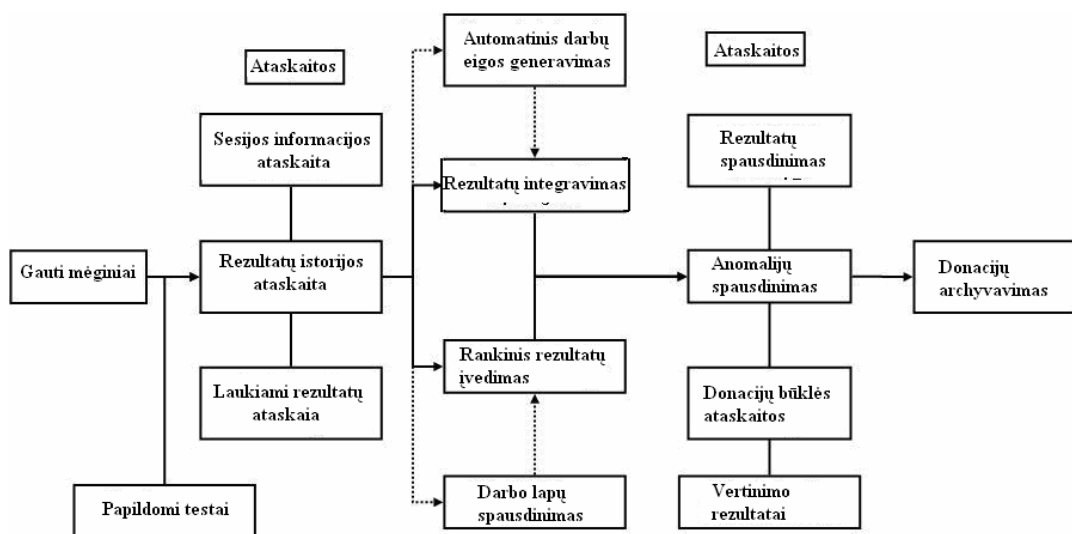 Automatinis darbų
eigos generavimas
Ataskaitos
Ataskaitos
Sesijos informacijos
ataskaita
Rezultatų
spausdinimas
Rezultatų integravimas
Gauti mėginiai
Rezultatų istorijos
ataskaita
Anomalijų
spausdinimas
Donacijų
archyvavimas
Rankinis rezultatų
įvedimas
Laukiami rezultatų
ataskaia
Donacijų būklės
ataskaitos
Papildomi testai
Darbo lapų
spausdinimas
Vertinimo
rezultatai